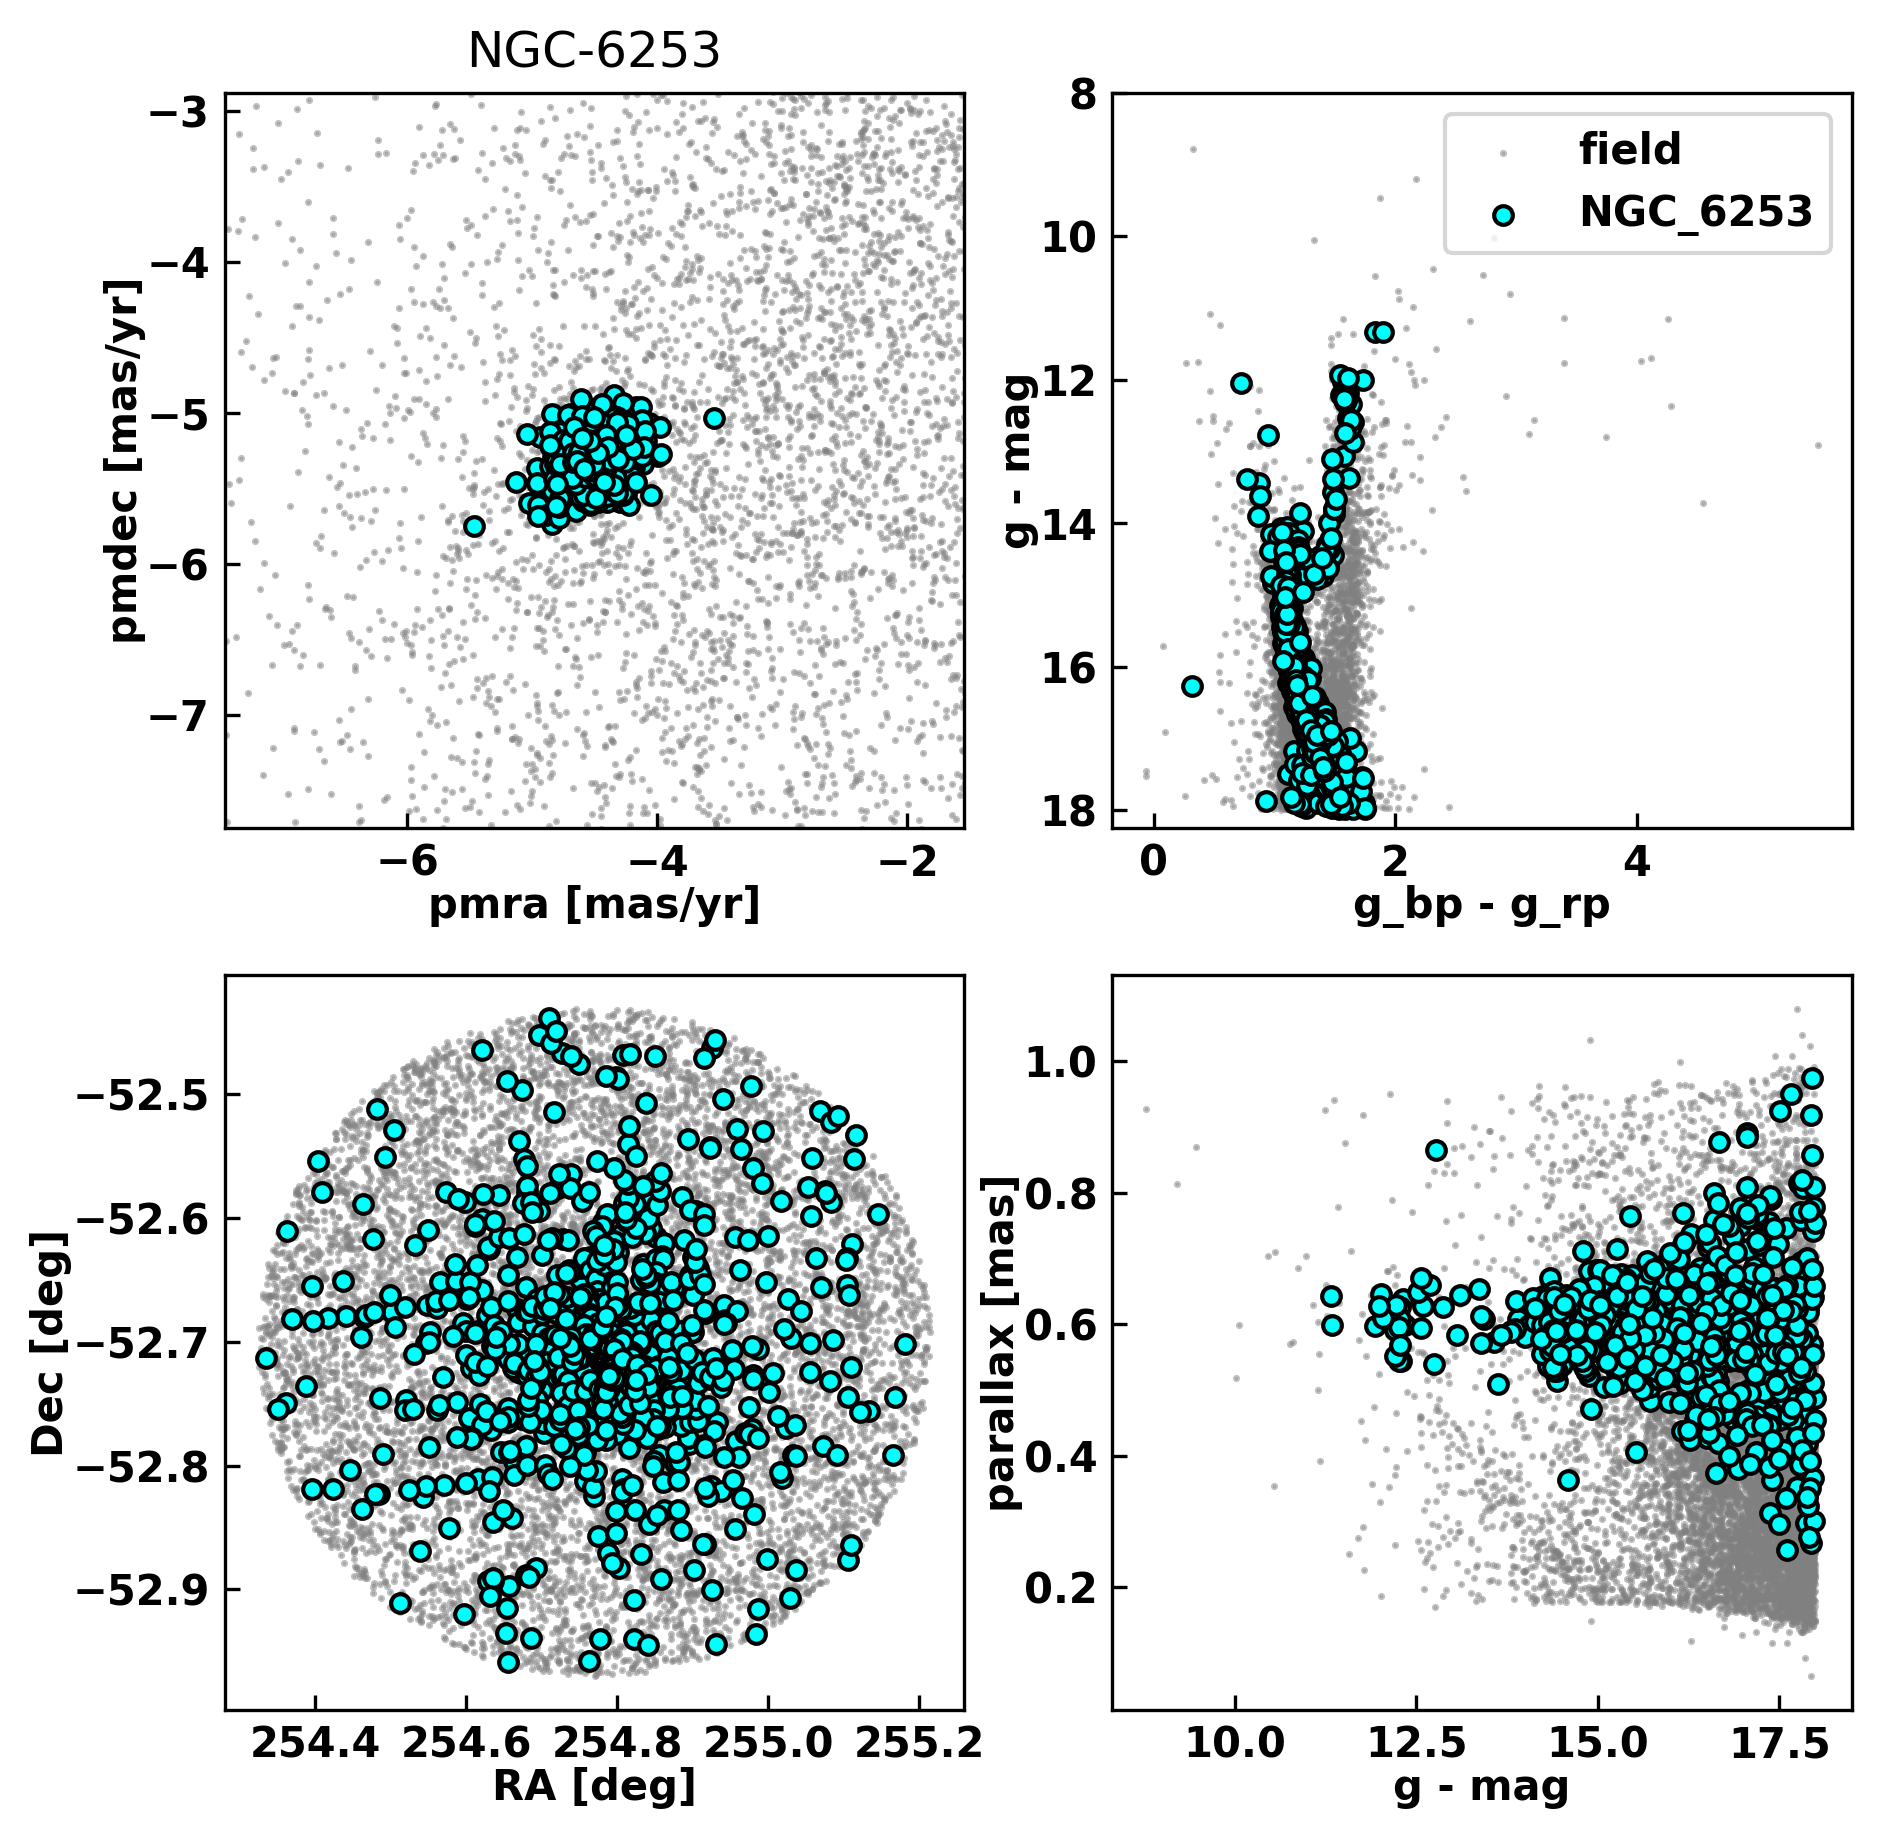 NGC-6253
−3
−4
−5
−6
−7
pmdec [mas/yr]
−6 −4 −2
pmra [mas/yr]
8
10
12
14
16
18
g - mag
field
NGC_6253
0 2 4
g_bp - g_rp
−52.5
−52.6
−52.7
−52.8
−52.9
Dec [deg]
254.4 254.6 254.8 255.0 255.2
RA [deg]
1.0
0.8
0.6
0.4
0.2
parallax [mas]
10.0 12.5 15.0 17.5
g - mag